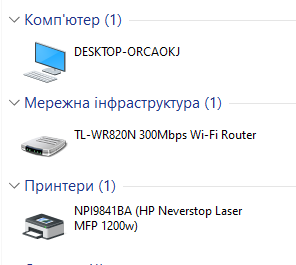 Комп'ютер (1)
DESKTOP-ORCAOKJ
Мережна інфраструктура (1)
TL-WR820N 300Mbps Wi-Fi Router
Принтери (1)
NPI9841BA (HP Neverstop Laser
MFP 1200w)